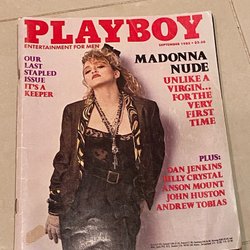 PLAYBOY
ENTERTAINMENT FOR MEN
SEPTEMBER 1985
OUR
LAST
STAPLED
ISSUE
IT'S A
KEEPER
MADONNA
NUDE
UNLIKE A
VIRGIN...
FOR THE
VERY
FIRST
TIME
PLUS:
DAN JENKINS
BILLY CRYSTAL
ANSON MOUNT
JOHN HUSTON
ANDREW TOBIAS